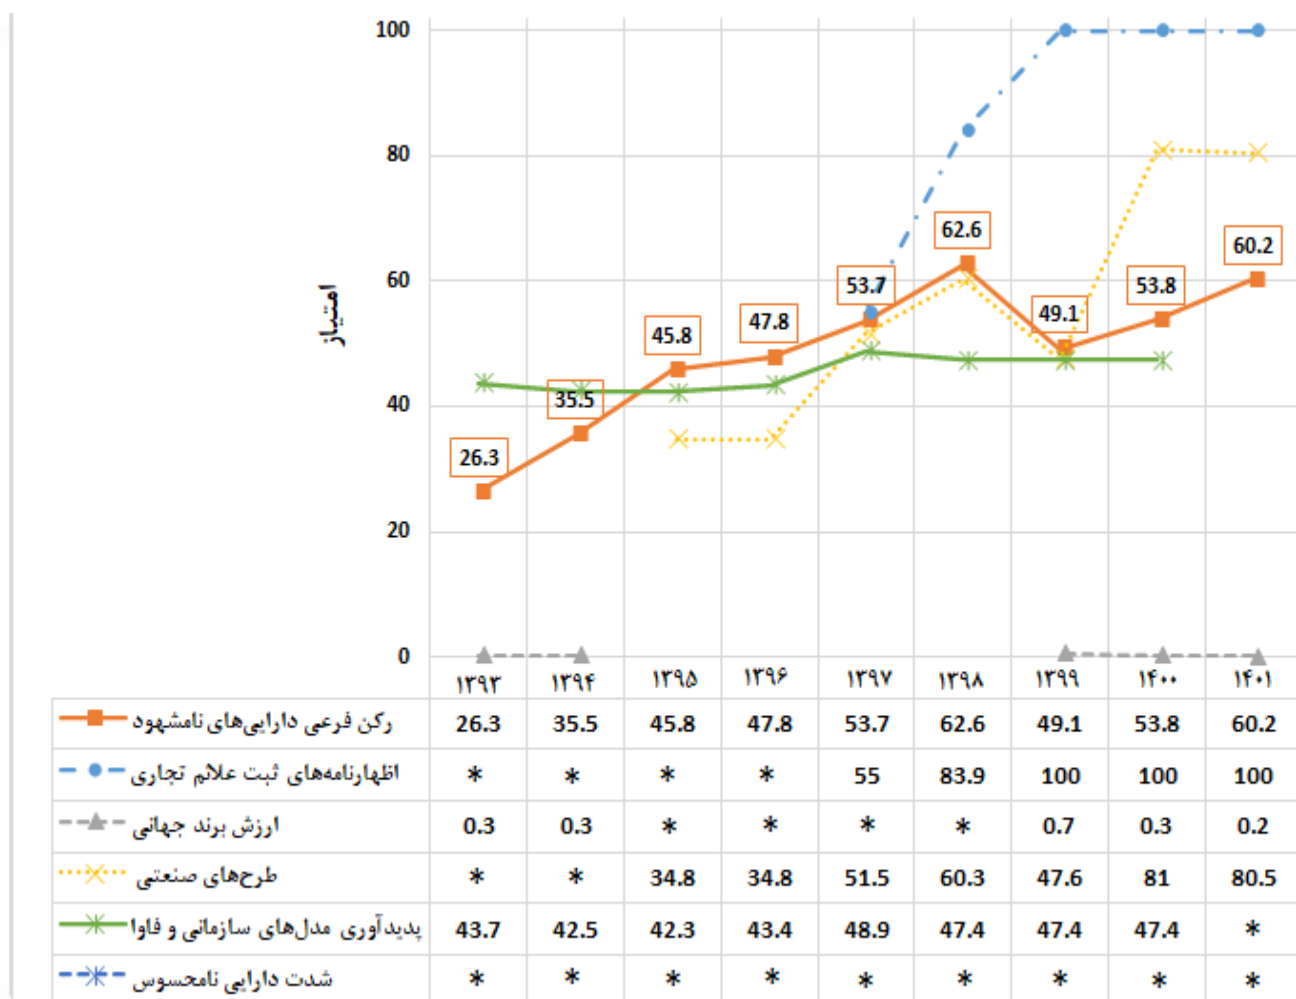 100
80
60
40
20
0
امتیاز
26.3
35.5
45.8
47.8
53.7
62.6
49.1
53.8
60.2
۱۳۹۳ ۱۳۹۴ ۱۳۹۵ ۱۳۹۶ ۱۳۹۷ ۱۳۹۸ ۱۳۹۹ ۱۴۰۰ ۱۴۰۱
رکن فرعی دارایی‌های نامشهود 26.3 35.5 45.8 47.8 53.7 62.6 49.1 53.8 60.2
اظهارنامه‌های ثبت علائم تجاری * * * * 55 83.9 100 100 100
ارزش برند جهانی 0.3 0.3 * * * * 0.7 0.3 0.2
طرح‌های صنعتی * * 34.8 34.8 51.5 60.3 47.6 81 80.5
پدیدآوری مدل‌های سازمانی و فاوا 43.7 42.5 42.3 43.4 48.9 47.4 47.4 47.4 *
شدت دارایی نامحسوس * * * * * * * * *